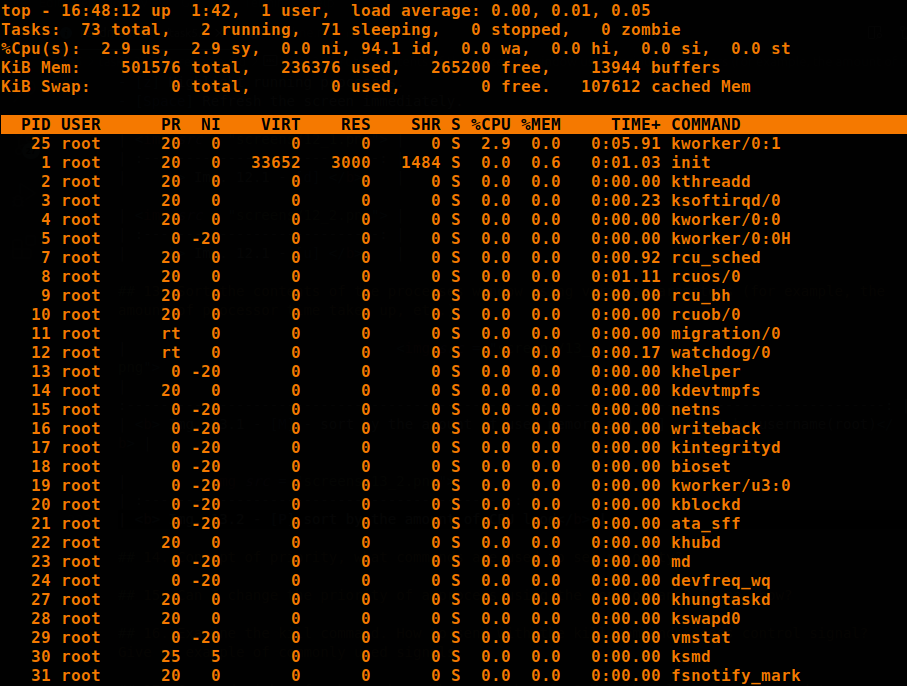 top - 16:48:12 up  1:42,  1 user,  load average: 0.00, 0.01, 0.05
Tasks:  73 total,   2 running,  71 sleeping,   0 stopped,   0 zombie
%Cpu(s):  2.9 us,  2.9 sy,  0.0 ni, 94.1 id,  0.0 wa,  0.0 hi,  0.0 si,  0.0 st
KiB Mem:    501576 total,   236376 used,   265200 free,    13944 buffers
KiB Swap:        0 total,        0 used,        0 free.   107612 cached Mem
PID USER      PR  NI    VIRT    RES    SHR S %CPU %MEM     TIME+ COMMAND
25 root      20   0       0      0      0 S  2.9  0.0   0:05.91 kworker/0:1
1 root      20   0   33652   3000   1484 S  0.0  0.6   0:01.03 init
2 root      20   0       0      0      0 S  0.0  0.0   0:00.00 kthreadd
3 root      20   0       0      0      0 S  0.0  0.0   0:00.23 ksoftirqd/0
4 root      20   0       0      0      0 S  0.0  0.0   0:00.00 kworker/0:0
5 root       0 -20       0      0      0 S  0.0  0.0   0:00.00 kworker/0:0H
7 root      20   0       0      0      0 S  0.0  0.0   0:00.92 rcu_sched
8 root      20   0       0      0      0 S  0.0  0.0   0:01.11 rcuos/0
9 root      20   0       0      0      0 S  0.0  0.0   0:00.00 rcu_bh
10 root      20   0       0      0      0 S  0.0  0.0   0:00.00 rcuob/0
11 root      rt   0       0      0      0 S  0.0  0.0   0:00.00 migration/0
12 root      rt   0       0      0      0 S  0.0  0.0   0:00.17 watchdog/0
13 root       0 -20       0      0      0 S  0.0  0.0   0:00.00 khelper
14 root      20   0       0      0      0 S  0.0  0.0   0:00.00 kdevtmpfs
15 root       0 -20       0      0      0 S  0.0  0.0   0:00.00 netns
16 root       0 -20       0      0      0 S  0.0  0.0   0:00.00 writeback
17 root       0 -20       0      0      0 S  0.0  0.0   0:00.00 kintegrityd
18 root       0 -20       0      0      0 S  0.0  0.0   0:00.00 bioset
19 root       0 -20       0      0      0 S  0.0  0.0   0:00.00 kworker/u3:0
20 root       0 -20       0      0      0 S  0.0  0.0   0:00.00 kblockd
21 root       0 -20       0      0      0 S  0.0  0.0   0:00.00 ata_sff
22 root      20   0       0      0      0 S  0.0  0.0   0:00.00 khubd
23 root       0 -20       0      0      0 S  0.0  0.0   0:00.00 md
24 root       0 -20       0      0      0 S  0.0  0.0   0:00.00 devfreq_wq
27 root      20   0       0      0      0 S  0.0  0.0   0:00.00 khungtaskd
28 root      20   0       0      0      0 S  0.0  0.0   0:00.00 kswapd0
29 root       0 -20       0      0      0 S  0.0  0.0   0:00.00 vmstat
30 root      25   5       0      0      0 S  0.0  0.0   0:00.00 ksmd
31 root      20   0       0      0      0 S  0.0  0.0   0:00.00 fsnotify_mark